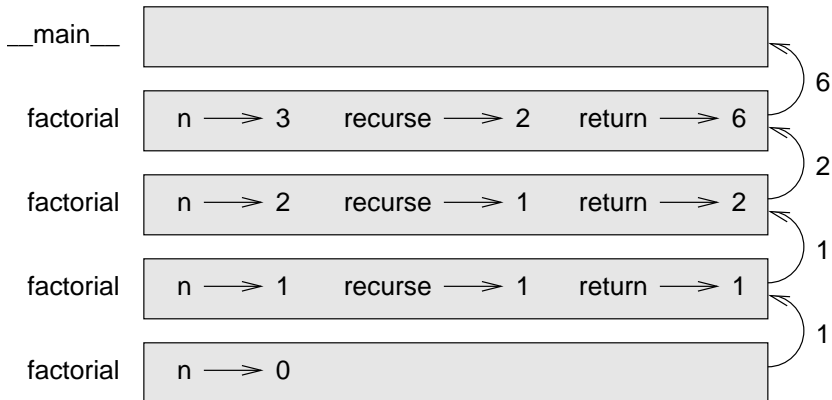 __main__
6
factorial n 3 recurse 2 return 6
2
factorial n 2 recurse 1 return 2
1
factorial n 1 recurse 1 return 1
1
factorial n 0